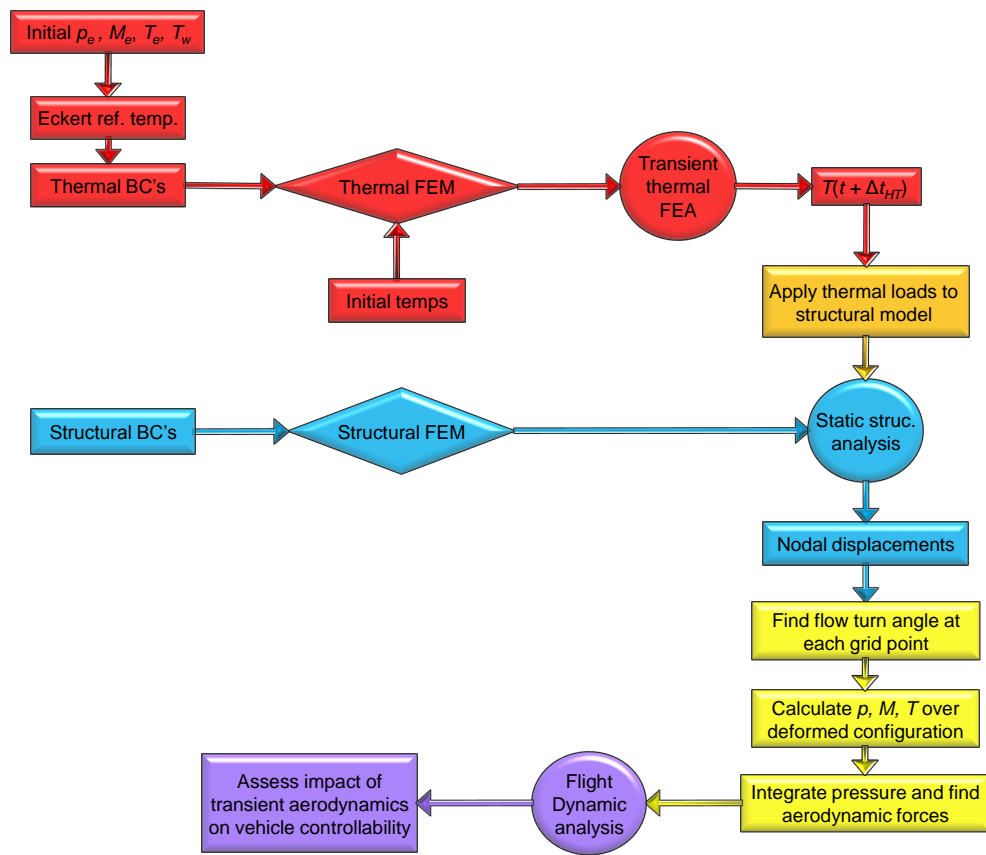 Initial pₑ, Mₑ, Tₑ, T_w
Eckert ref. temp.
Thermal BC's
Thermal FEM
Transient
thermal
FEA
T(t + Δt_HT)
Initial temps
Apply thermal loads to
structural model
Structural BC's
Structural FEM
Static struc.
analysis
Nodal displacements
Find flow turn angle at
each grid point
Calculate p, M, T over
deformed configuration
Integrate pressure and find
aerodynamic forces
Flight
Dynamic
analysis
Assess impact of
transient aerodynamics
on vehicle controllability